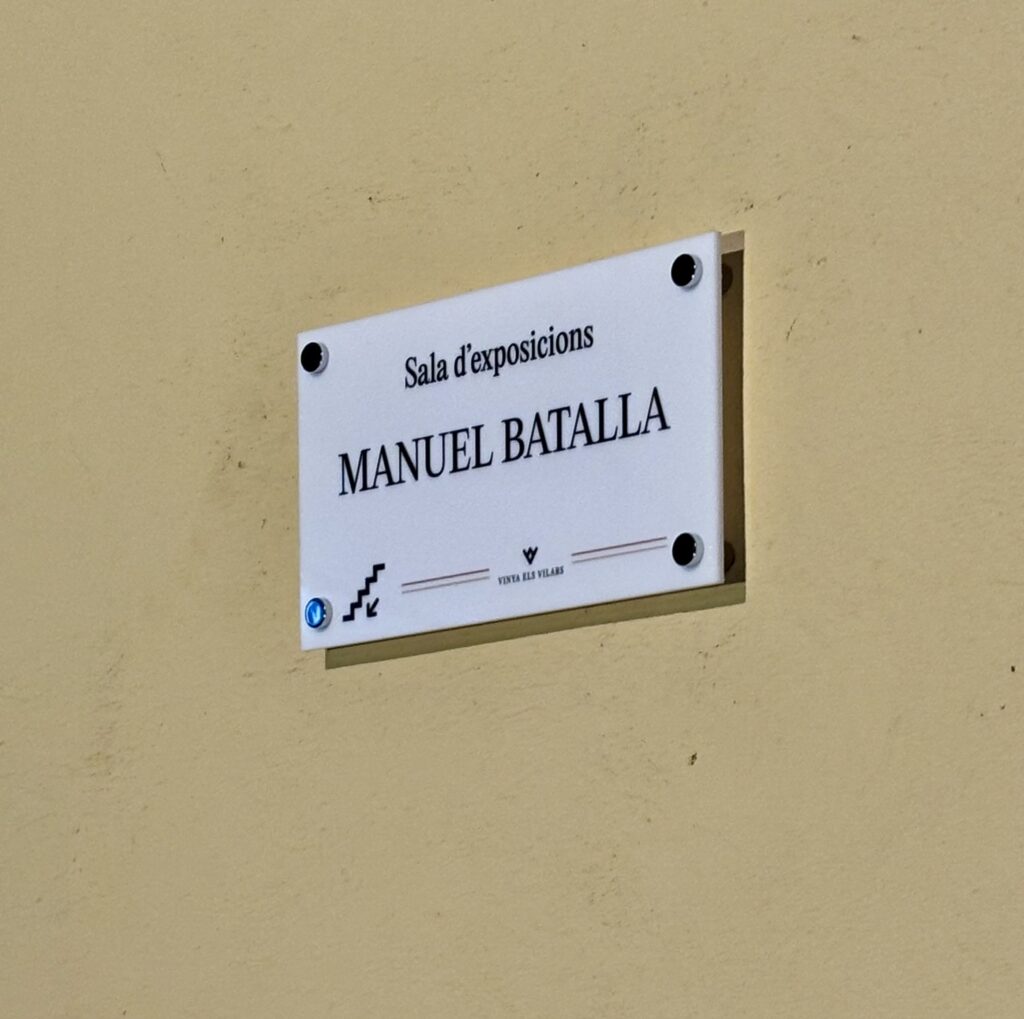 Sala d'exposicions
MANUEL BATALLA
VINYA ELS VILARS